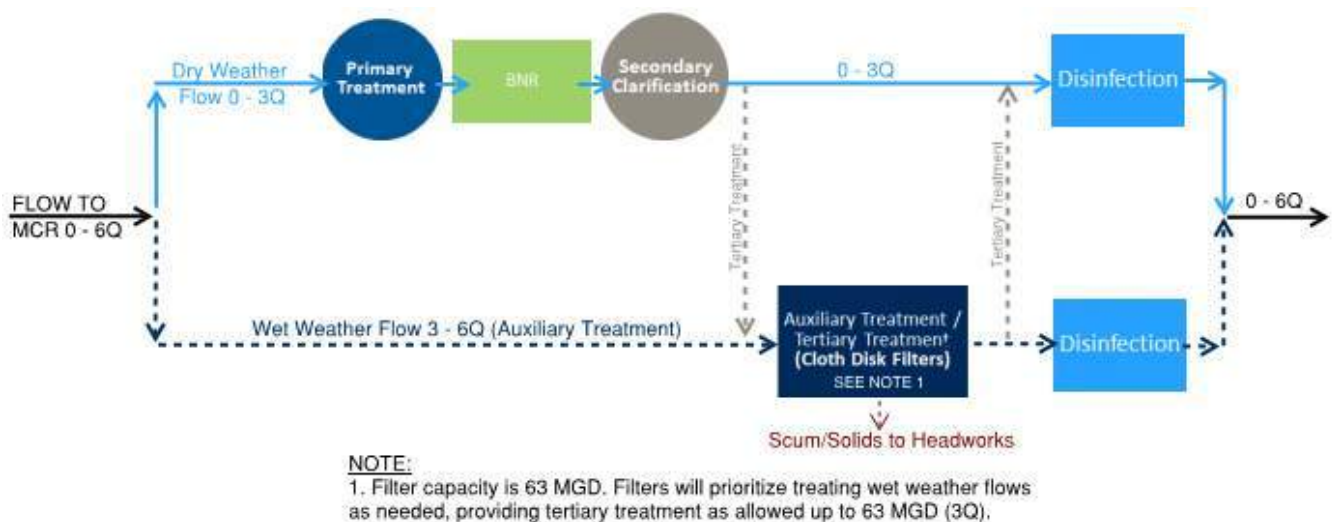 Dry Weather
Flow 0 - 3Q
Primary
Treatment
BNR
Secondary
Clarification
0 - 3Q
Disinfection
Tertiary Treatment
Tertiary Treatment
FLOW TO
MCR 0 - 6Q
0 - 6Q
Wet Weather Flow 3 - 6Q (Auxiliary Treatment)
Auxiliary Treatment /
Tertiary Treatment†
(Cloth Disk Filters)
SEE NOTE 1
Disinfection
Scum/Solids to Headworks
NOTE:
1. Filter capacity is 63 MGD. Filters will prioritize treating wet weather flows
as needed, providing tertiary treatment as allowed up to 63 MGD (3Q).